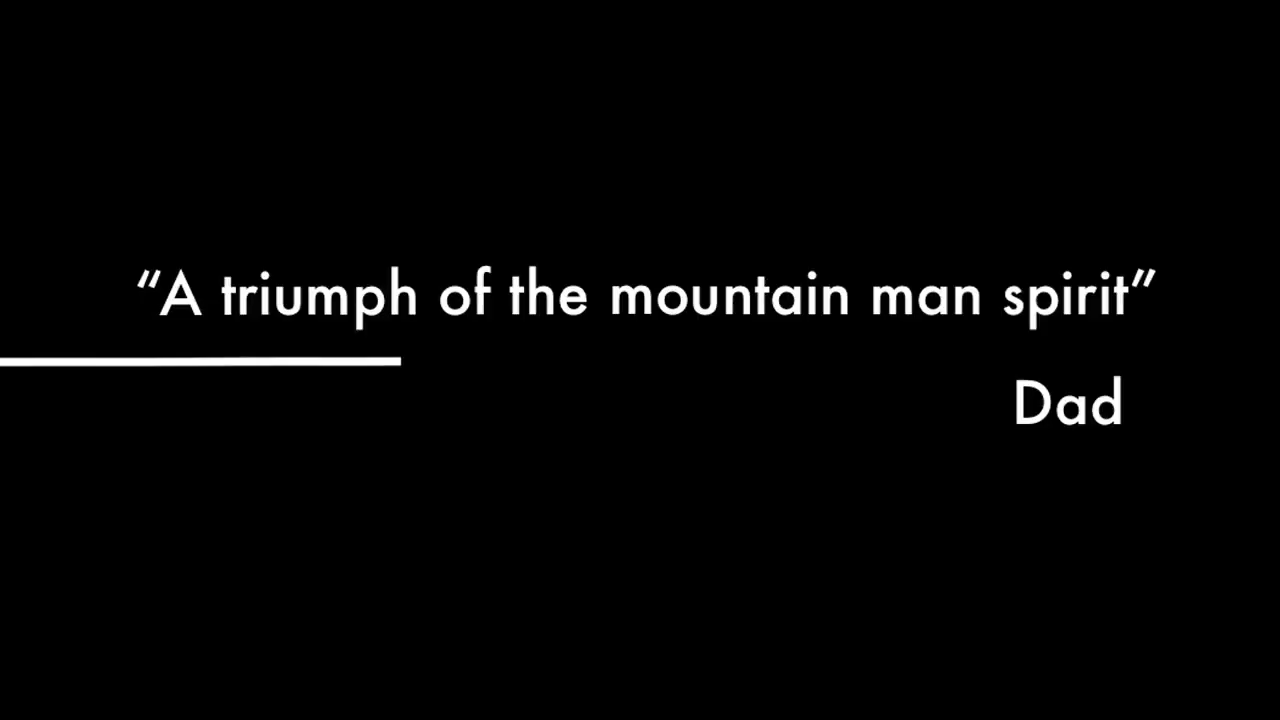 “A triumph of the mountain man spirit”
Dad